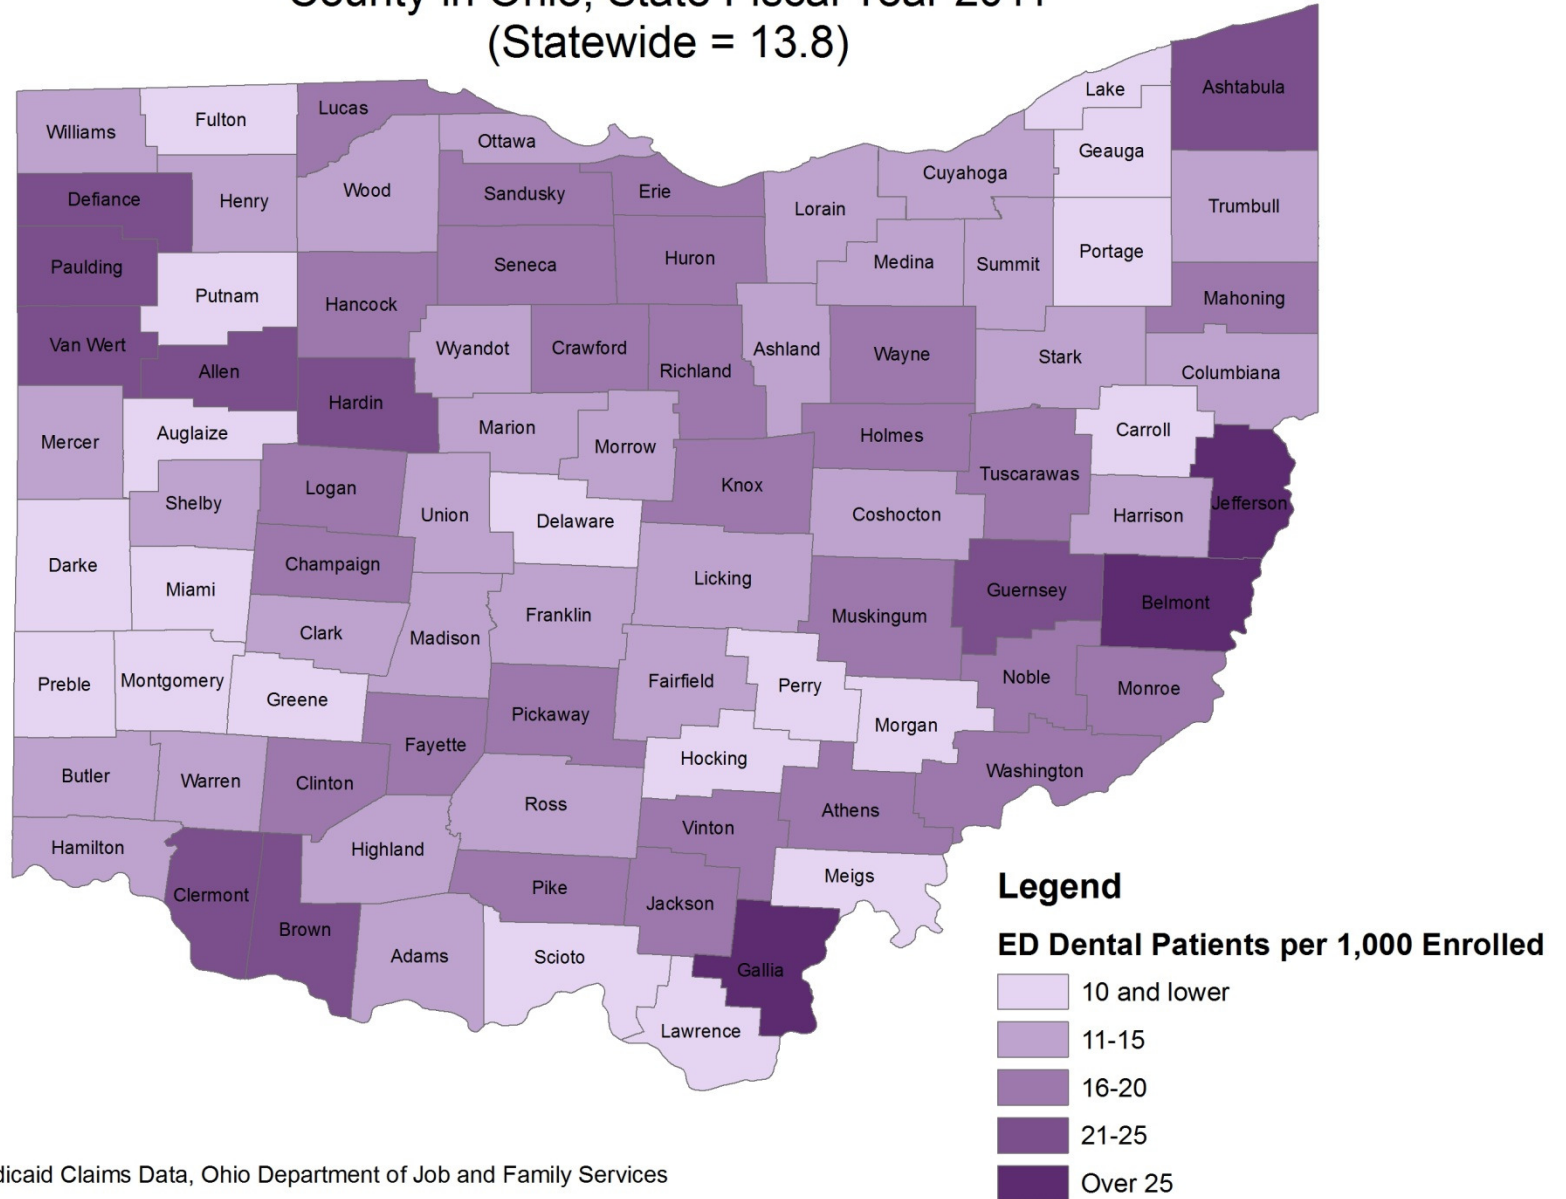 (Statewide = 13.8)
Lake
Ashtabula
Williams
Fulton
Lucas
Ottawa
Geauga
Cuyahoga
Defiance
Henry
Wood
Sandusky
Erie
Lorain
Trumbull
Paulding
Putnam
Hancock
Seneca
Huron
Medina
Summit
Portage
Mahoning
Van Wert
Allen
Wyandot
Crawford
Richland
Ashland
Wayne
Stark
Columbiana
Hardin
Mercer
Auglaize
Marion
Morrow
Holmes
Carroll
Shelby
Logan
Union
Delaware
Knox
Coshocton
Tuscarawas
Harrison
Jefferson
Darke
Miami
Champaign
Licking
Muskingum
Guernsey
Belmont
Clark
Madison
Franklin
Preble
Montgomery
Greene
Fairfield
Perry
Noble
Monroe
Pickaway
Morgan
Fayette
Hocking
Butler
Warren
Clinton
Ross
Athens
Washington
Vinton
Hamilton
Highland
Clermont
Pike
Jackson
Meigs
Brown
Adams
Scioto
Gallia
Lawrence
Legend
ED Dental Patients per 1,000 Enrolled
10 and lower
11-15
16-20
21-25
Over 25
Claims Data, Ohio Department of Job and Family Services